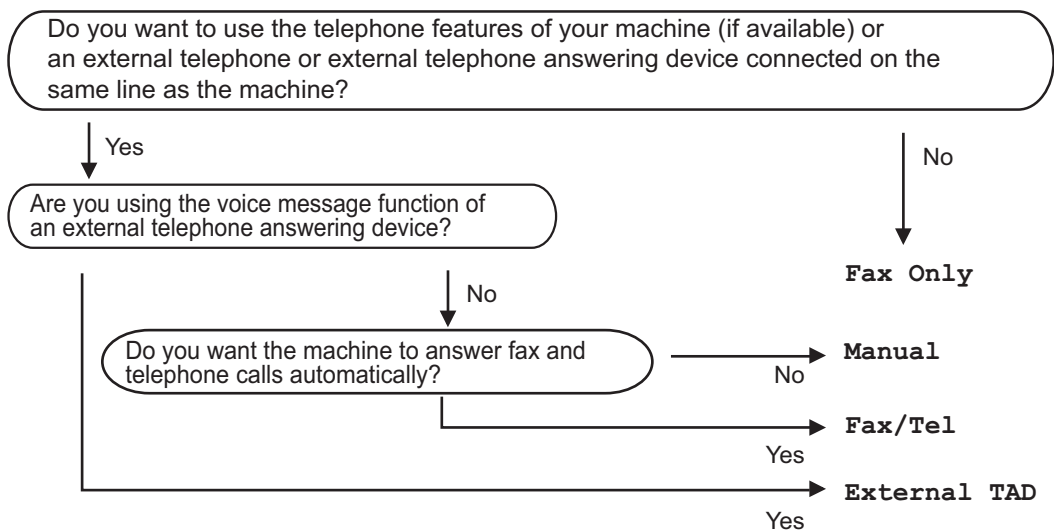 Do you want to use the telephone features of your machine (if available) or
an external telephone or external telephone answering device connected on the
same line as the machine?
Yes
No
Are you using the voice message function of
an external telephone answering device?
Fax Only
No
Do you want the machine to answer fax and
telephone calls automatically?
No
Manual
Yes
Fax/Tel
Yes
External TAD